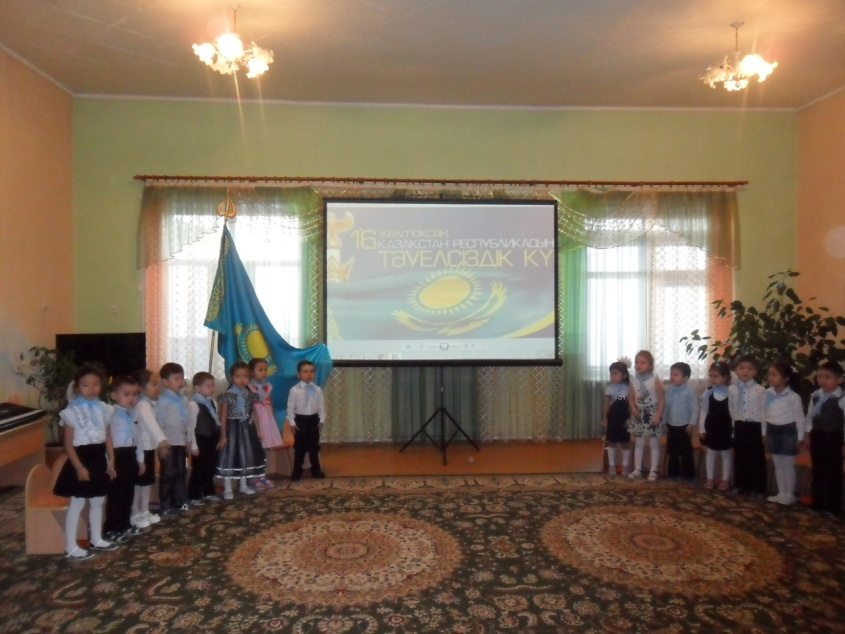 16 желтоқсан
ҚАЗАҚСТАН РЕСПУБЛИКАСЫН
ТӘУЕЛСІЗДІК КҮ